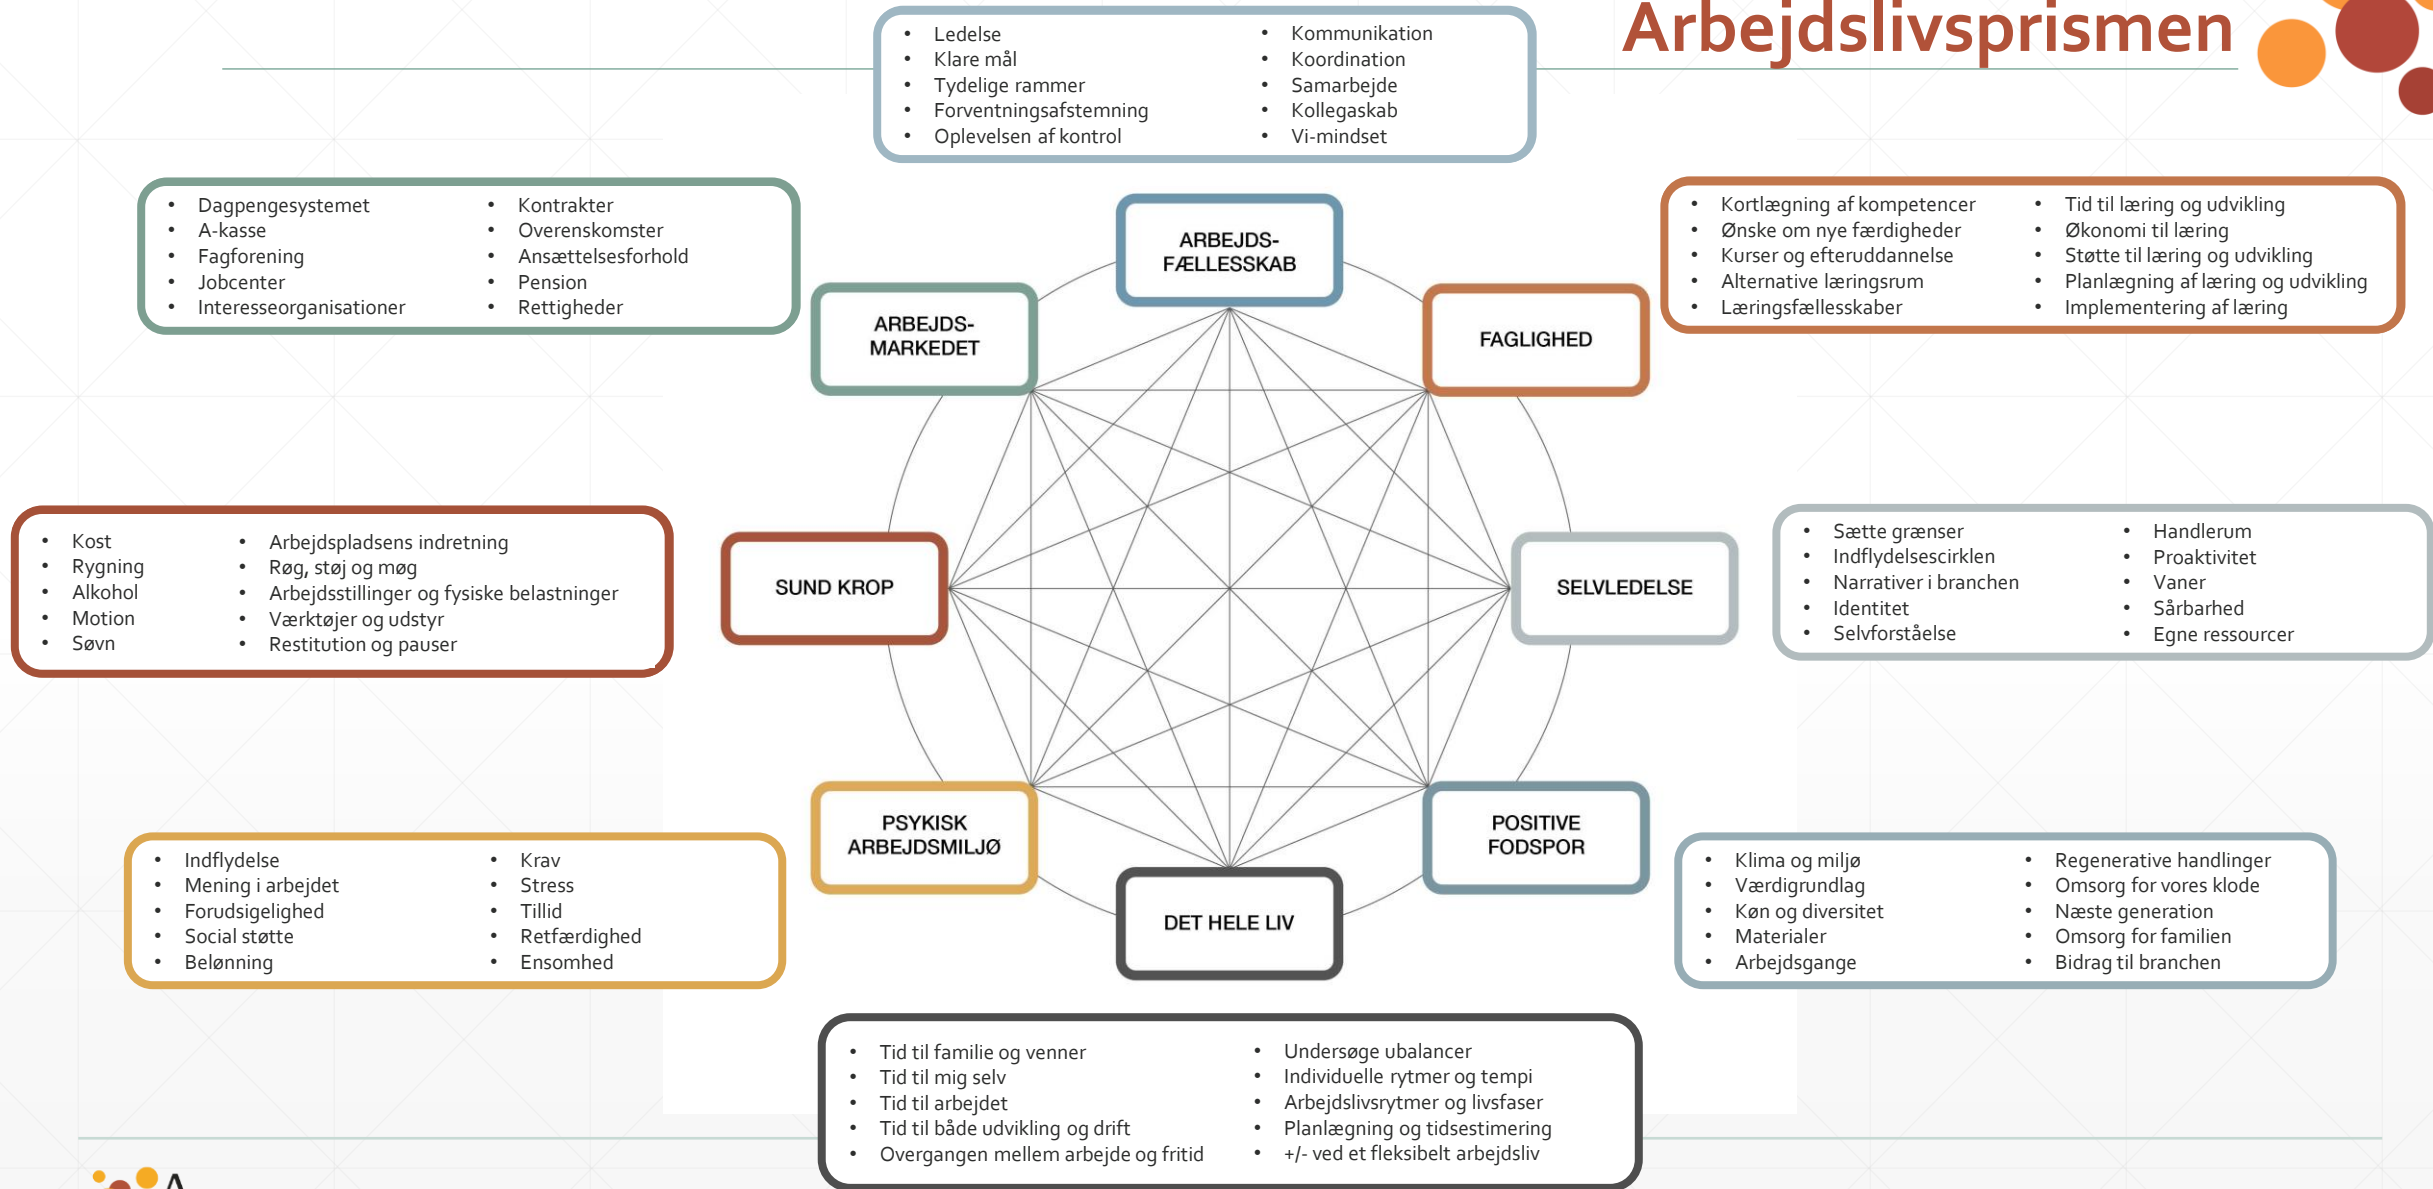 Arbejdslivsprismen
• Ledelse
• Klare mål
• Tydelige rammer
• Forventningsafstemning
• Oplevelsen af kontrol
• Kommunikation
• Koordination
• Samarbejde
• Kollegaskab
• Vi-mindset
• Dagpengesystemet
• A-kasse
• Fagforening
• Jobcenter
• Interesseorganisationer
• Kontrakter
• Overenskomster
• Ansættelsesforhold
• Pension
• Rettigheder
ARBEJDS-
FÆLLESSKAB
• Kortlægning af kompetencer
• Ønske om nye færdigheder
• Kurser og efteruddannelse
• Alternative læringsrum
• Læringsfællesskaber
• Tid til læring og udvikling
• Økonomi til læring
• Støtte til læring og udvikling
• Planlægning af læring og udvikling
• Implementering af læring
ARBEJDS-
MARKEDET
FAGLIGHED
• Kost
• Rygning
• Alkohol
• Motion
• Søvn
• Arbejdspladsens indretning
• Røg, støj og møg
• Arbejdsstillinger og fysiske belastninger
• Værktøjer og udstyr
• Restitution og pauser
SUND KROP
SELVLEDELSE
• Sætte grænser
• Indflydelsescirklen
• Narrativer i branchen
• Identitet
• Selvforståelse
• Handlerum
• Proaktivitet
• Vaner
• Sårbarhed
• Egne ressourcer
• Indflydelse
• Mening i arbejdet
• Forudsigelighed
• Social støtte
• Belønning
• Krav
• Stress
• Tillid
• Retfærdighed
• Ensomhed
PSYKISK
ARBEJDSMILJØ
POSITIVE
FODSPOR
DET HELE LIV
• Klima og miljø
• Værdigrundlag
• Køn og diversitet
• Materialer
• Arbejdsgange
• Regenerative handlinger
• Omsorg for vores klode
• Næste generation
• Omsorg for familien
• Bidrag til branchen
• Tid til familie og venner
• Tid til mig selv
• Tid til arbejdet
• Tid til både udvikling og drift
• Overgangen mellem arbejde og fritid
• Undersøge ubalancer
• Individuelle rytmer og tempi
• Arbejdslivsrytmer og livsfaser
• Planlægning og tidsestimering
• +/- ved et fleksibelt arbejdsliv